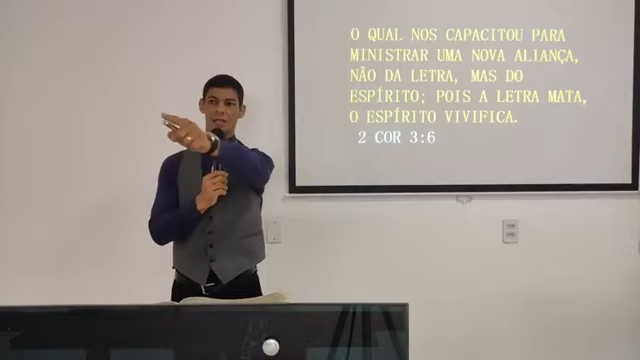 O QUAL NOS CAPACITOU PARA
MINISTRAR UMA NOVA ALIANÇA,
NÃO DA LETRA, MAS DO
ESPÍRITO; POIS A LETRA MATA,
O ESPÍRITO VIVIFICA.
2 COR 3:6